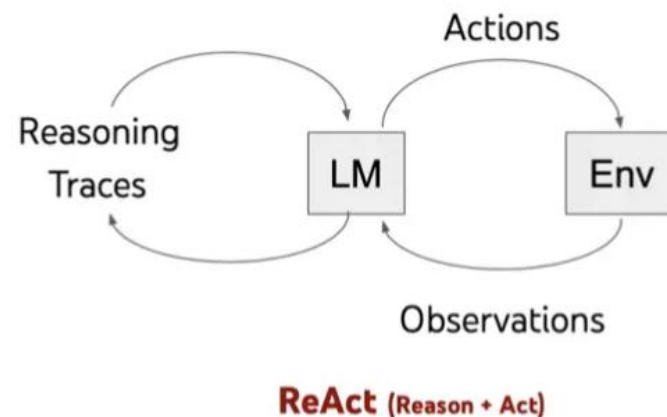 Actions
Reasoning
Traces
LM
Env
Observations
ReAct (Reason + Act)